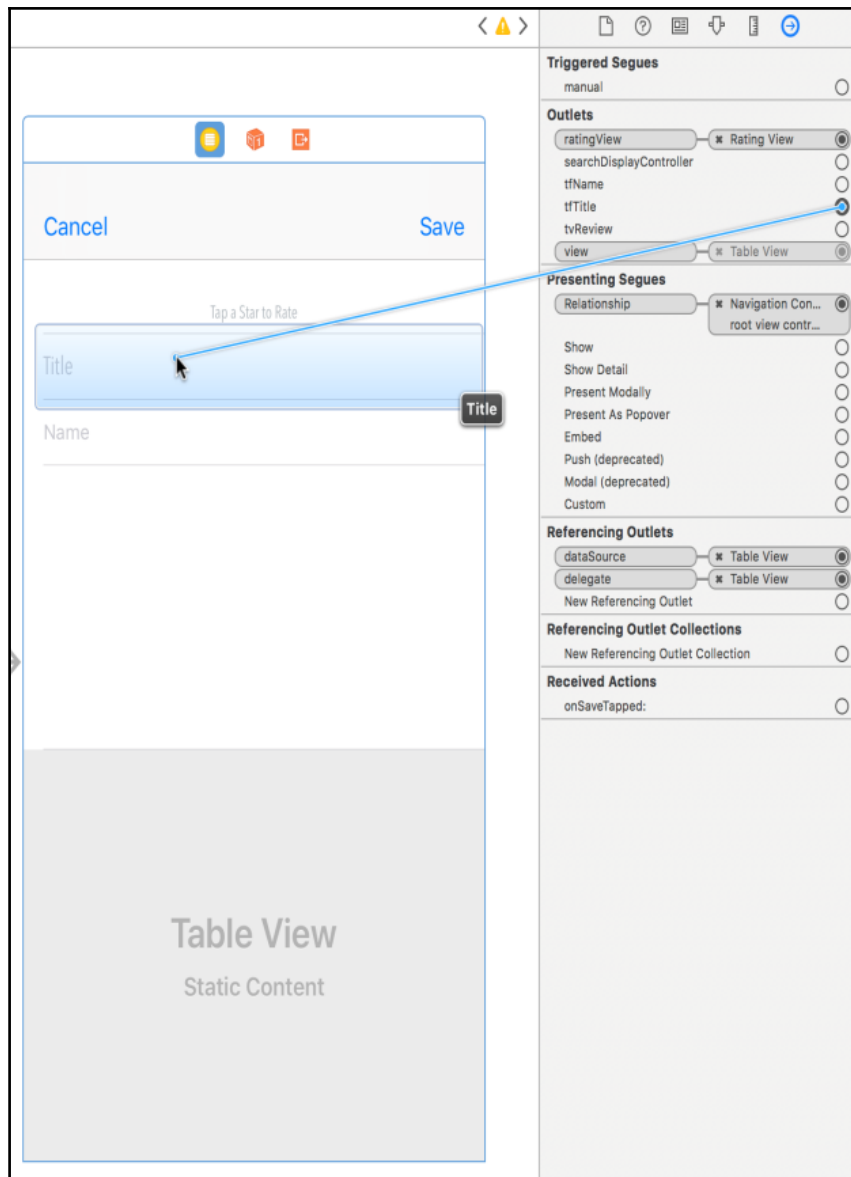 Triggered Segues
manual
Outlets
ratingView
Rating View
searchDisplayController
tfName
tfTitle
tvReview
view
Table View
Presenting Segues
Relationship
Navigation Con...
root view contr...
Show
Show Detail
Present Modally
Present As Popover
Embed
Push (deprecated)
Modal (deprecated)
Custom
Referencing Outlets
dataSource
Table View
delegate
Table View
New Referencing Outlet
Referencing Outlet Collections
New Referencing Outlet Collection
Received Actions
onSaveTapped:
Cancel
Save
Tap a Star to Rate
Title
Title
Name
Table View
Static Content